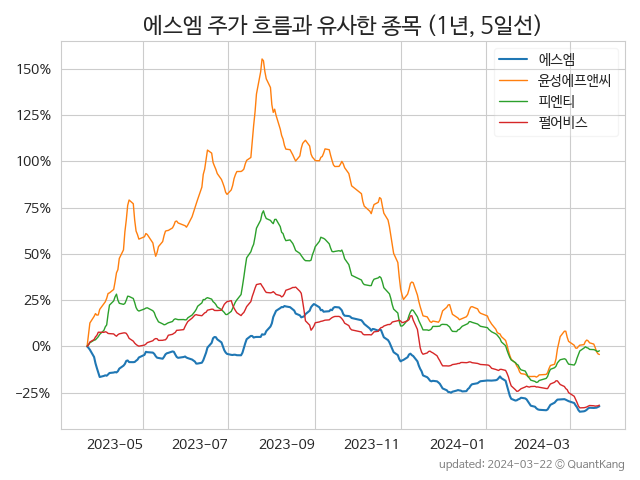 에스엠 주가 흐름과 유사한 종목 (1년, 5일선)
에스엠
윤성에프앤씨
피엔티
펄어비스
150%
125%
100%
75%
50%
25%
0%
−25%
2023-05
2023-07
2023-09
2023-11
2024-01
2024-03
updated: 2024-03-22 © QuantKang